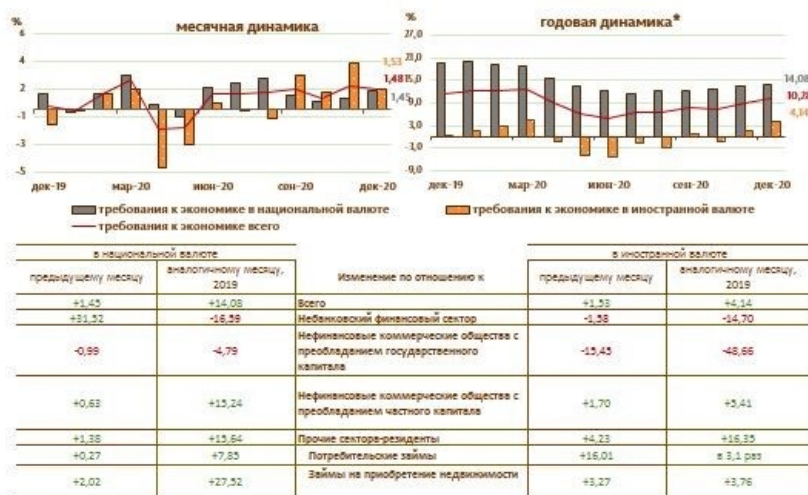 %
месячная динамика
6
4
2
-1
-3
-5
1,53
1,481
1,45
дек-19
мар-20
июн-20
сен-20
дек-20
%
годовая динамика*
27,0
23,0
15,0
9,0
3,0
-3,0
-9,0
14,08
10,28
4,14
дек-19
мар-20
июн-20
сен-20
дек-20
требования к экономике в национальной валюте
требования к экономике в иностранной валюте
требования к экономике всего
в национальной валюте
в иностранной валюте
предыдущему месяцу
аналогичному месяцу, 2019
Изменение по отношению к
предыдущему месяцу
аналогичному месяцу, 2019
+1,45 +14,08 Всего +1,53 +4,14
+31,52 -16,59 Небанковский финансовый сектор -1,58 -14,70
Нефинансовые коммерческие общества с
-0,99 -4,79 преобладанием государственного -15,45 -48,66
капитала
Нефинансовые коммерческие общества с
+0,63 +15,24 преобладанием частного капитала +1,70 +5,41
+1,38 +15,64 Прочие сектора-резиденты +4,23 +16,35
+0,27 +7,85 Потребительские займы +16,01 в 3,1 раз
+2,02 +27,52 Займы на приобретение недвижимости +3,27 +3,76